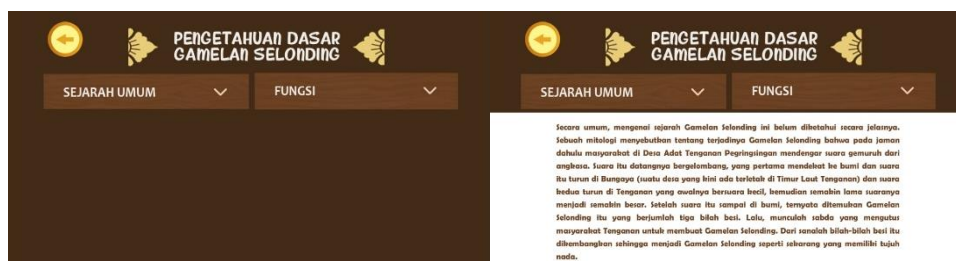 PENGETAHUAN DASAR
GAMELAN SELONDING
SEJARAH UMUM
FUNGSI
PENGETAHUAN DASAR
GAMELAN SELONDING
SEJARAH UMUM
FUNGSI
Secara umum, mengenai sejarah Gamelan Selonding ini belum diketahui secara jelasnya.
Sebuah mitologi menyebutkan tentang terjadinya Gamelan Selonding bahwa pada jaman
dahulu masyarakat di Desa Adat Tenganan Pegringsingan mendengar suara gemuruh dari
angkasa. Suara itu datangnya bergelombang, yang pertama mendekat ke bumi dan suara
itu turun di Bungaya (suatu desa yang kini ada terletak di Timur Laut Tenganan) dan suara
kedua turun di Tenganan yang awalnya bersuara kecil, kemudian semakin lama suaranya
menjadi semakin besar. Setelah suara itu sampai di bumi, ternyata ditemukan Gamelan
Selonding itu yang berjumlah tiga bilah besi. Lalu, munculah sabda yang mengutus
masyarakat Tenganan untuk membuat Gamelan Selonding. Dari sanalah bilah-bilah besi itu
dikembangkan sehingga menjadi Gamelan Selonding seperti sekarang yang memiliki tujuh
nada.